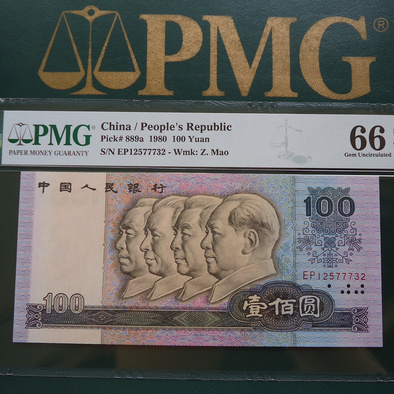 PMG®
PMG
PAPER MONEY GUARANTY
China / People's Republic
Pick# 889a 1980 100 Yuan
S/N EP12577732 - Wmk: Z. Mao
66
Gem Uncirculated
中国人民银行
100
EP12577732
100
壹佰圆